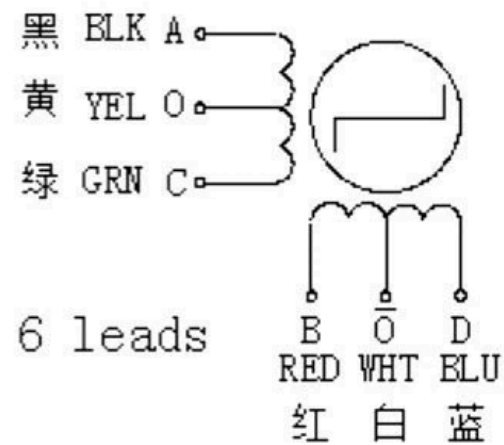 黑 BLK A
黄 YEL O
绿 GRN C
6 leads
B Ō D
RED WHT BLU
红 白 蓝